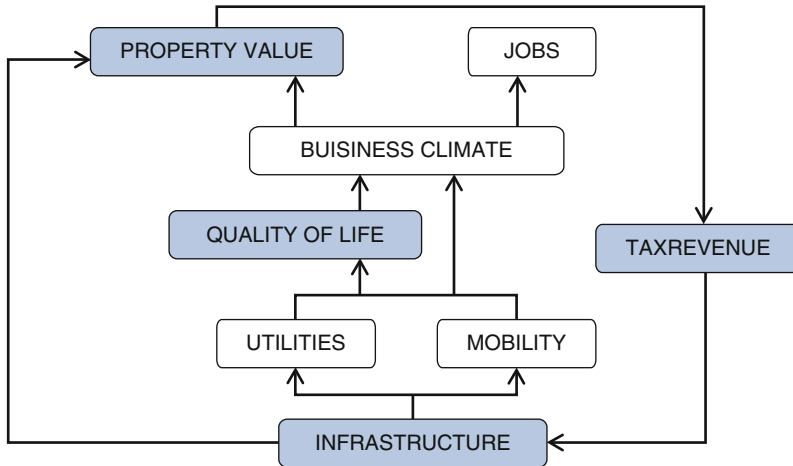 PROPERTY VALUE
JOBS
BUISINESS CLIMATE
QUALITY OF LIFE
TAXREVENUE
UTILITIES
MOBILITY
INFRASTRUCTURE